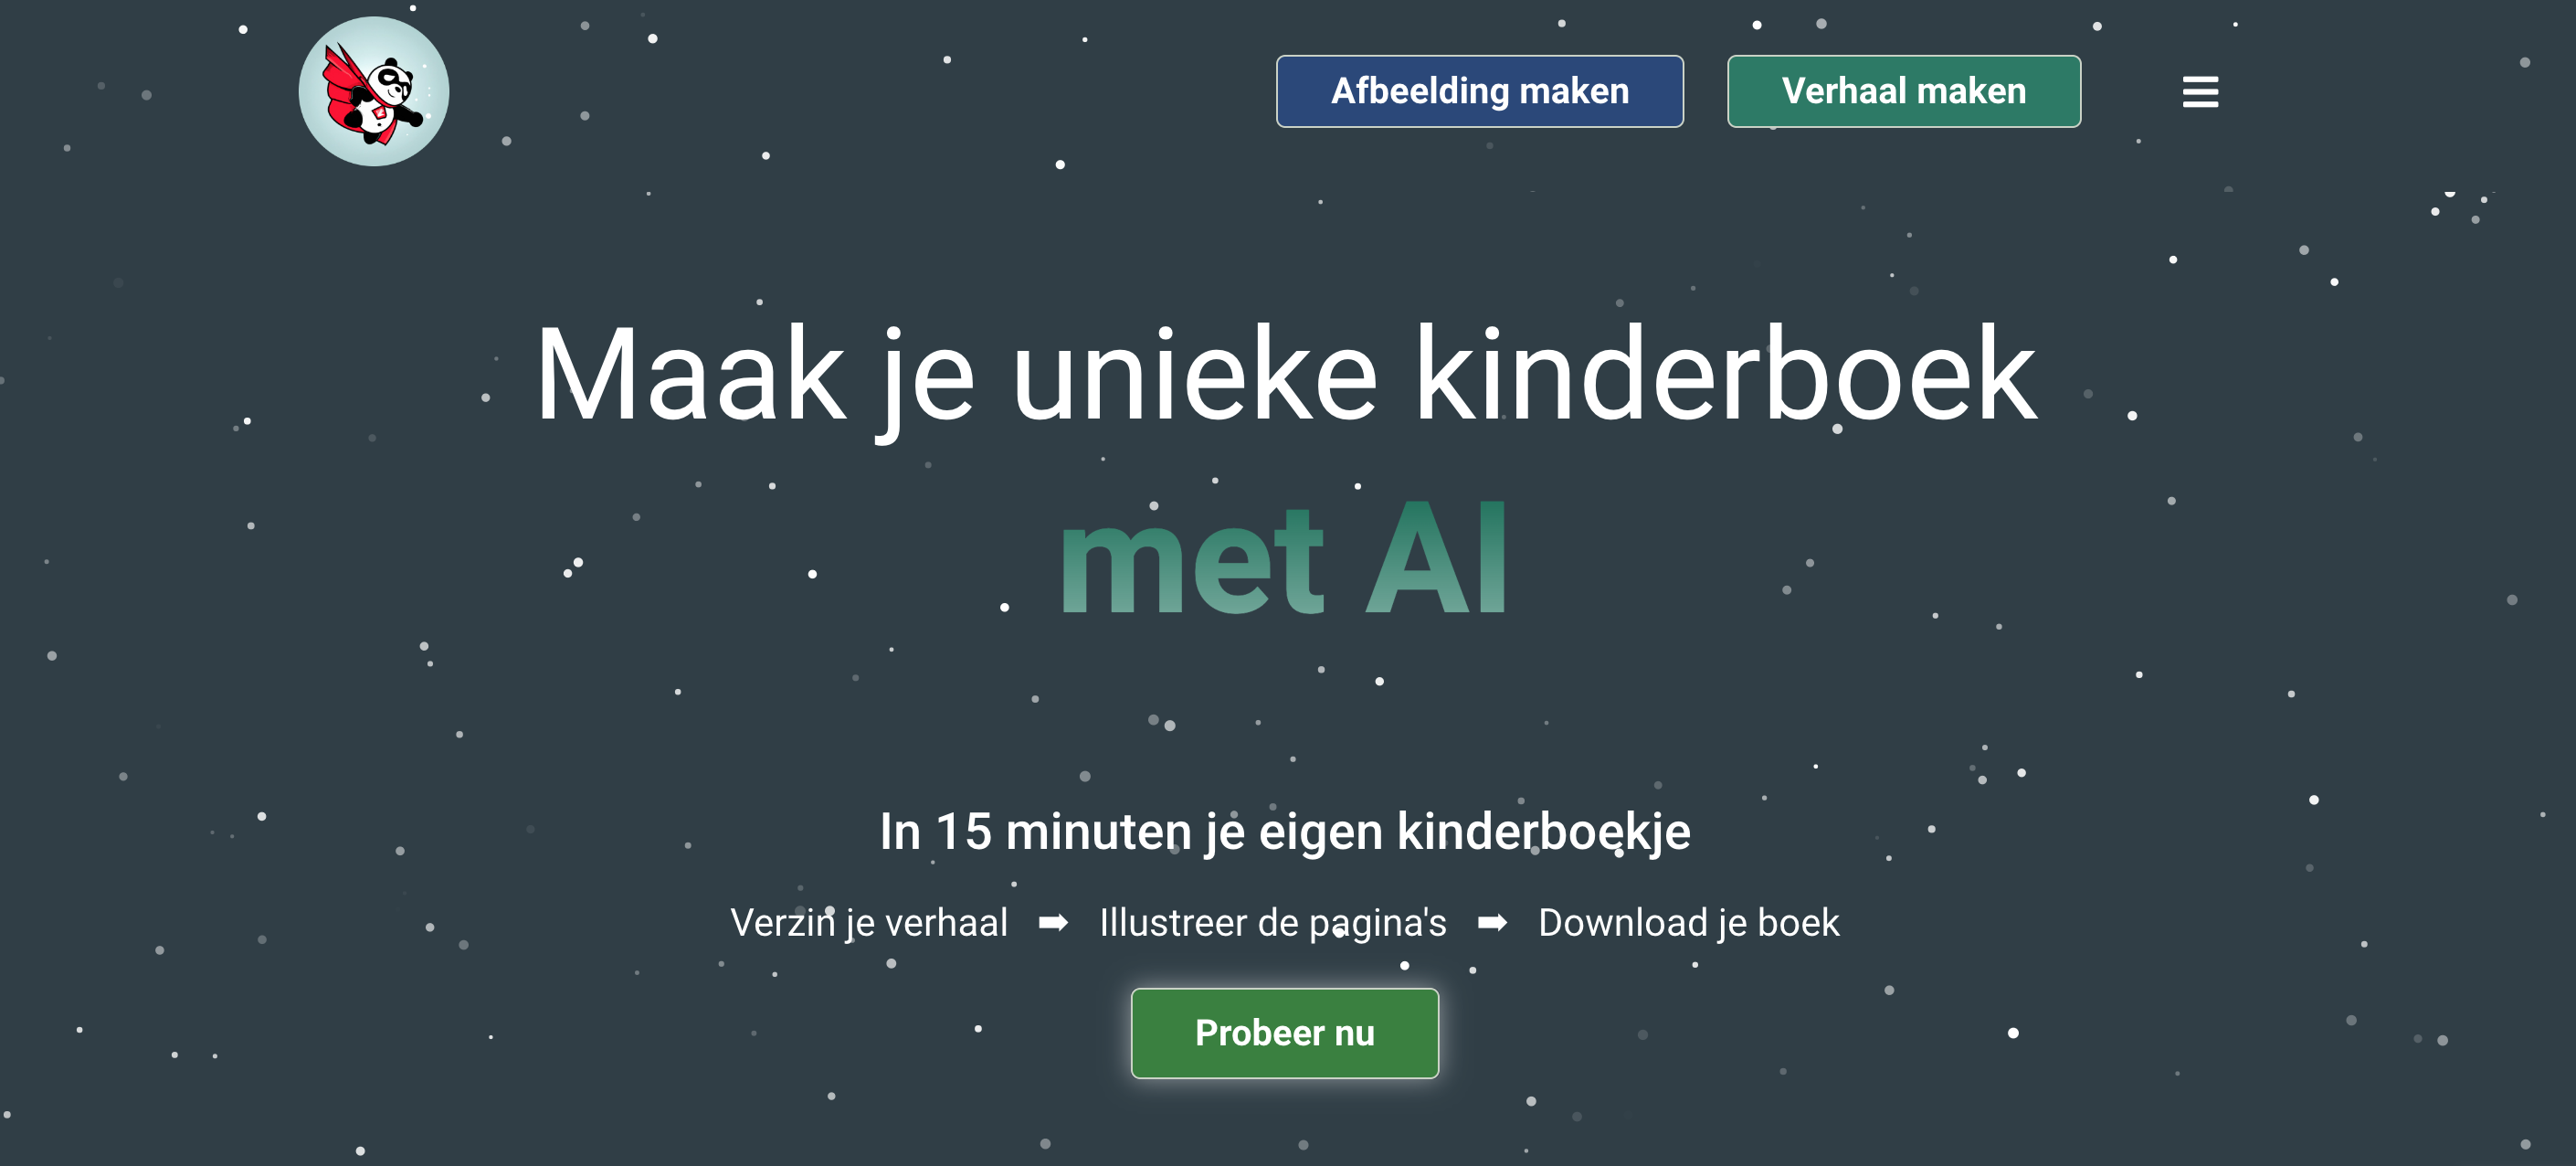 Afbeelding maken
Verhaal maken
Maak je unieke kinderboek
met AI
In 15 minuten je eigen kinderboekje
Verzin je verhaal ➡ Illustreer de pagina's ➡ Download je boek
Probeer nu